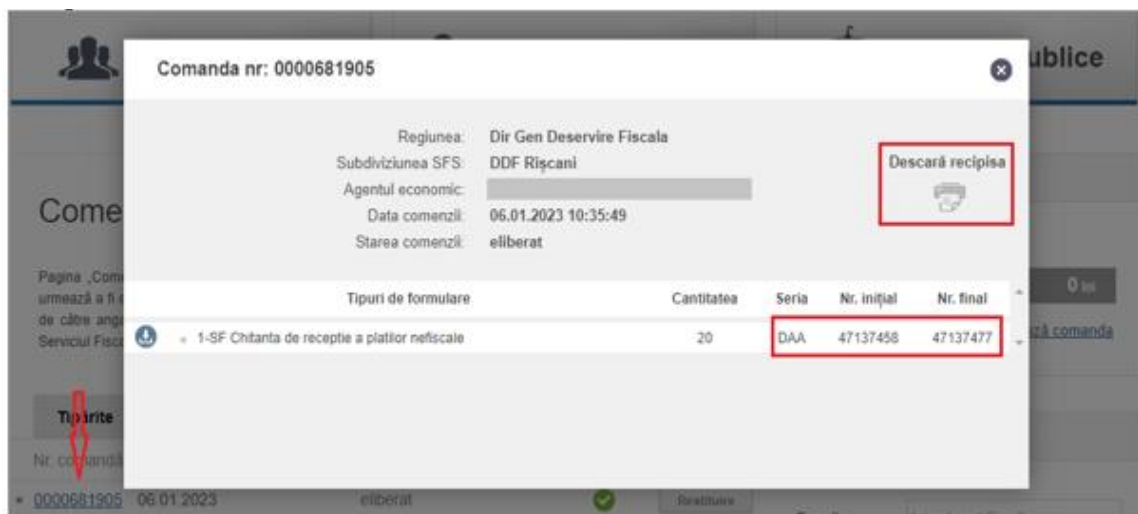 ublice
Comanda nr: 0000681905
Regiunea: Dir Gen Deservire Fiscala
Subdiviziunea SFS: DDF Rîșcani
Agentul economic:
Data comenzii: 06.01.2023 10:35:49
Starea comenzii: eliberat
Descară recipisa
Come
Pagina „Com
urmează a fi
de către ang
Serviciul Fisc
0 lei
ză comanda
Tipuri de formulare Cantitatea Seria Nr. inițial Nr. final
1-SF Chitanta de receptie a platilor nefiscale 20 DAA 47137458 47137477
Tipărite
Nr. comandă
0000681905 06.01.2023 eliberat Restituire